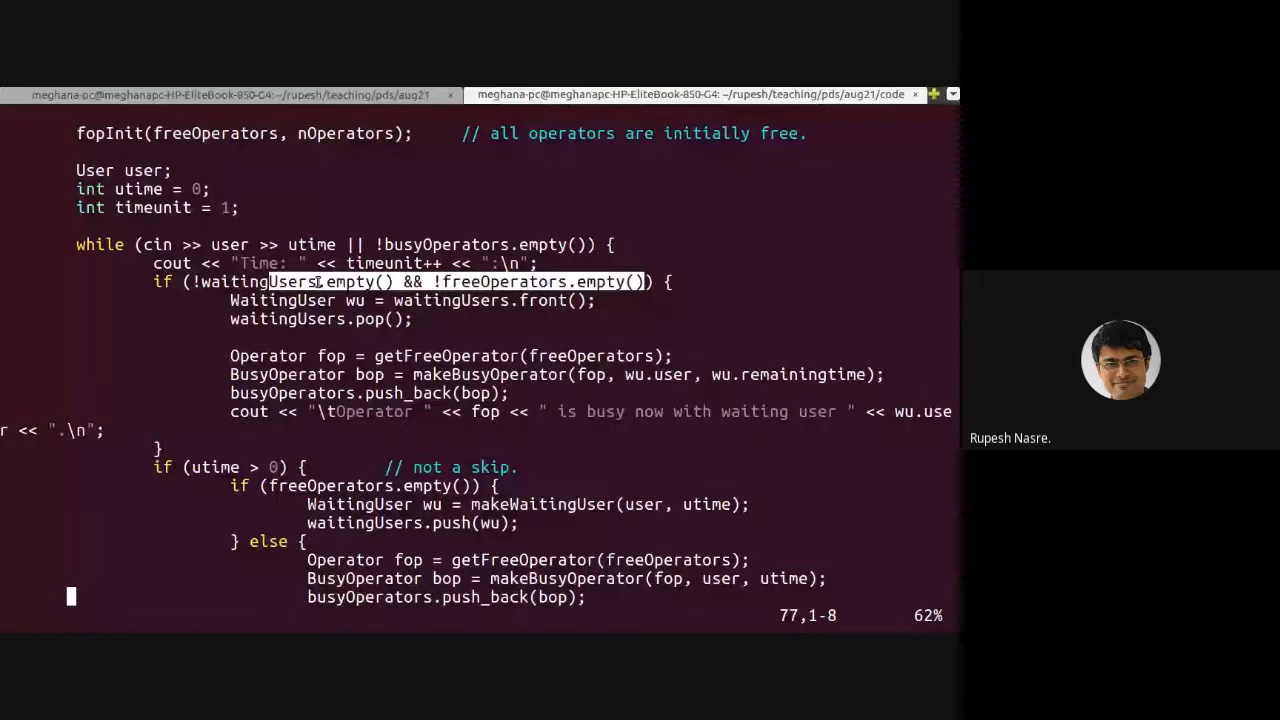 meghana-pc@meghanapc-HP-EliteBook-850-G4: ~/rupesh/teaching/pds/aug21 × meghana-pc@meghanapc-HP-EliteBook-850-G4: ~/rupesh/teaching/pds/aug21/code ×
fopInit(freeOperators, nOperators); // all operators are initially free.
User user;
int utime = 0;
int timeunit = 1;
while (cin >> user >> utime || !busyOperators.empty()) {
cout << "Time: " << timeunit++ << ":\n";
if (!waitingUsers.empty() && !freeOperators.empty()) {
WaitingUser wu = waitingUsers.front();
waitingUsers.pop();
Operator fop = getFreeOperator(freeOperators);
BusyOperator bop = makeBusyOperator(fop, wu.user, wu.remainingtime);
busyOperators.push_back(bop);
cout << "\tOperator " << fop << " is busy now with waiting user " << wu.use
r << ".\n";
}
if (utime > 0) { // not a skip.
if (freeOperators.empty()) {
WaitingUser wu = makeWaitingUser(user, utime);
waitingUsers.push(wu);
} else {
Operator fop = getFreeOperator(freeOperators);
BusyOperator bop = makeBusyOperator(fop, user, utime);
busyOperators.push_back(bop);
77,1-8 62%
Rupesh Nasre.